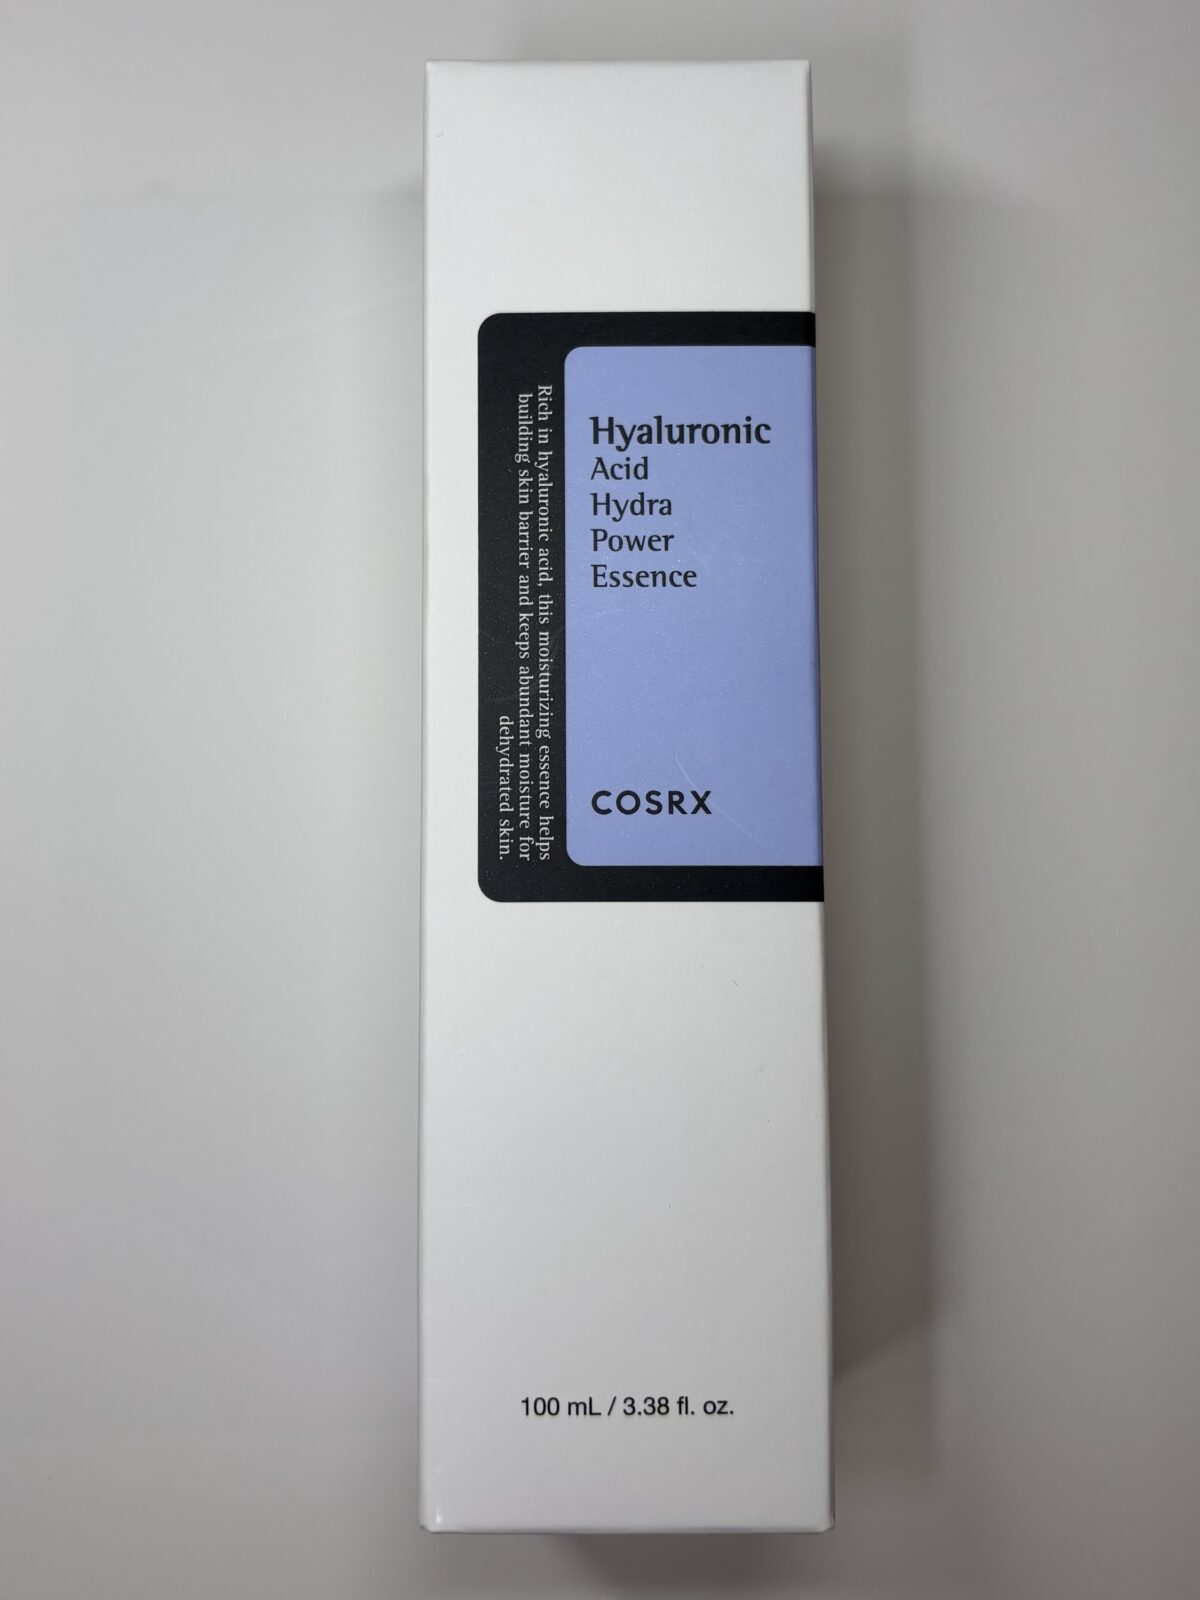 Hyaluronic
Acid
Hydra
Power
Essence
COSRX
Rich in hyaluronic acid, this moisturizing essence helps
building skin barrier and keeps abundant moisture for
dehydrated skin.
100 mL / 3.38 fl. oz.